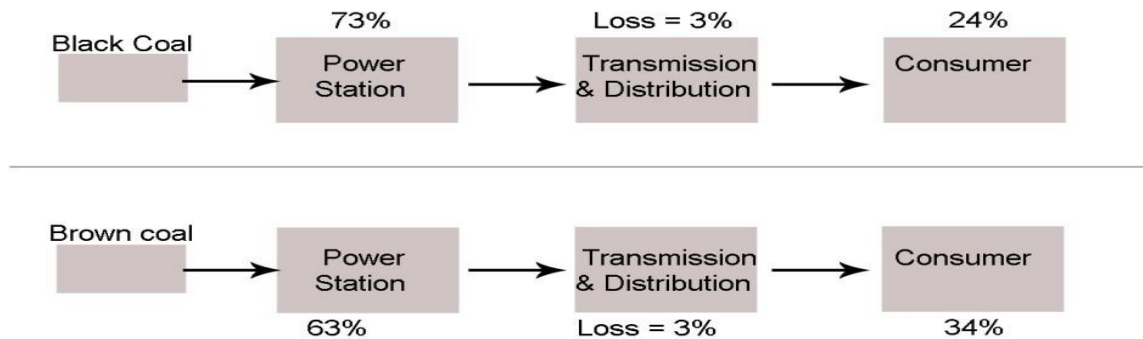 73%
Loss = 3%
24%
Black Coal
Power
Station
Transmission
& Distribution
Consumer
Brown coal
Power
Station
Transmission
& Distribution
Consumer
63%
Loss = 3%
34%